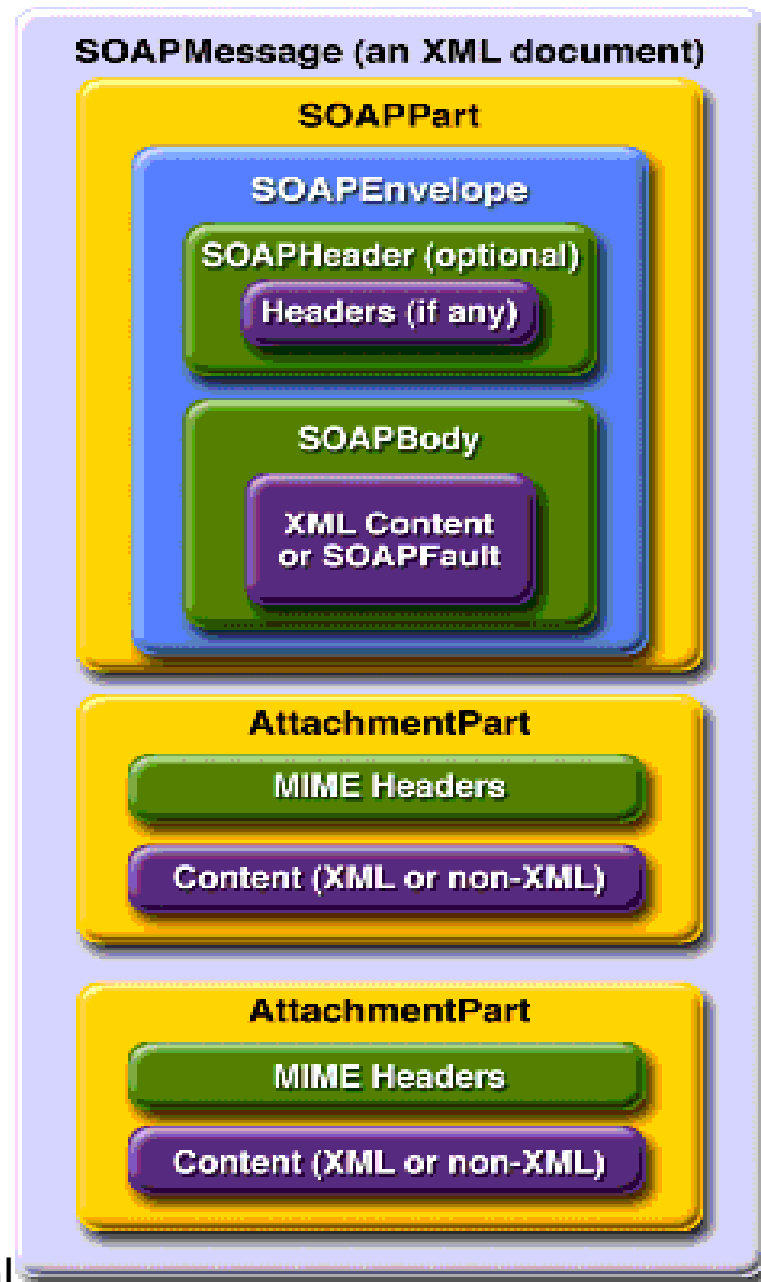 SOAPMessage (an XML document)
SOAPPart
SOAPEnvelope
SOAPHeader (optional)
Headers (if any)
SOAPBody
XML Content
or SOAPFault
AttachmentPart
MIME Headers
Content (XML or non-XML)
AttachmentPart
MIME Headers
Content (XML or non-XML)